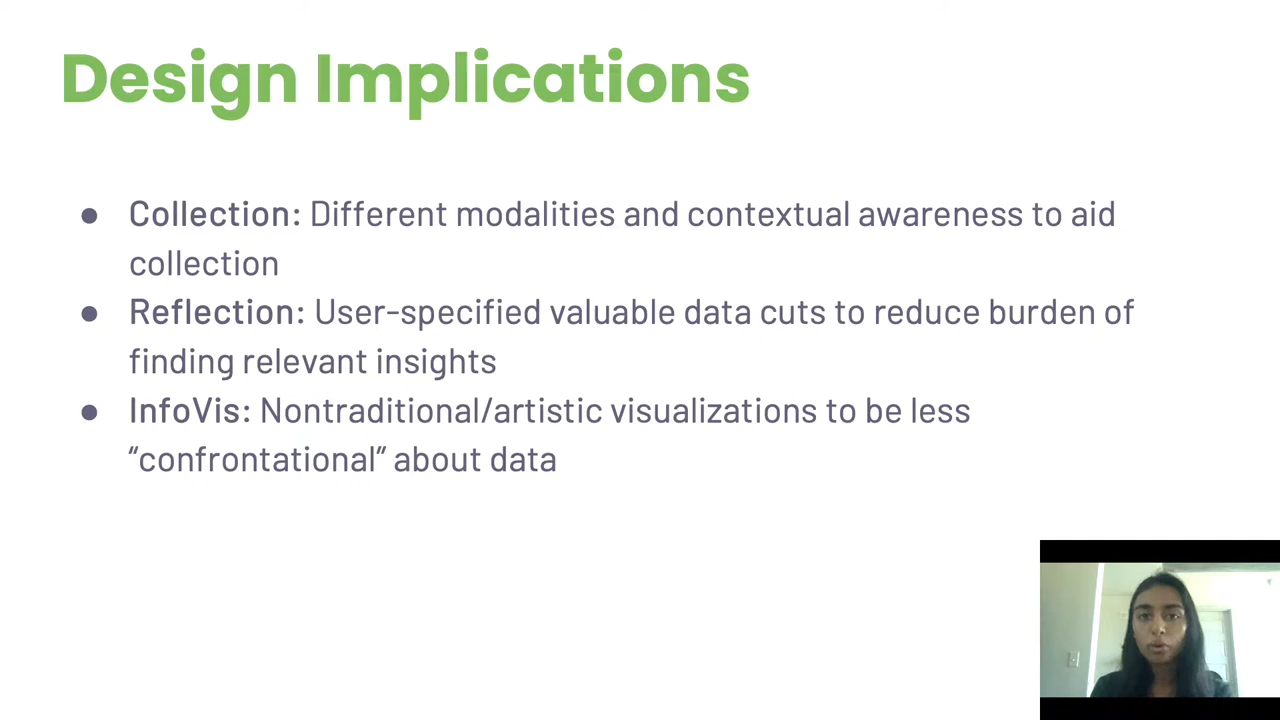 Design Implications
● Collection: Different modalities and contextual awareness to aid
collection
● Reflection: User-specified valuable data cuts to reduce burden of
finding relevant insights
● InfoVis: Nontraditional/artistic visualizations to be less
“confrontational” about data